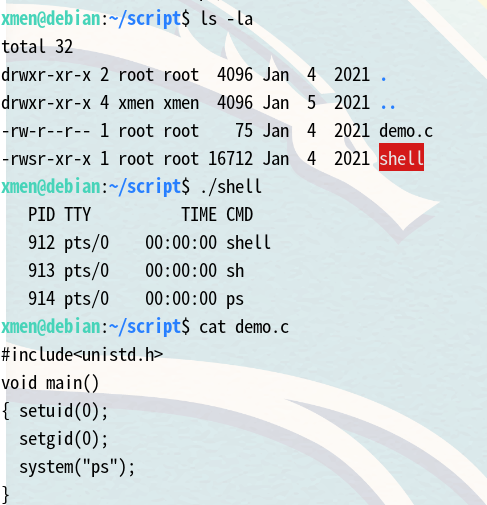 xmen@debian:~/script$ ls -la
total 32
drwxr-xr-x 2 root root  4096 Jan  4  2021 .
drwxr-xr-x 4 xmen xmen  4096 Jan  5  2021 ..
-rw-r--r-- 1 root root    75 Jan  4  2021 demo.c
-rwsr-xr-x 1 root root 16712 Jan  4  2021 shell
xmen@debian:~/script$ ./shell
   PID TTY          TIME CMD
   912 pts/0    00:00:00 shell
   913 pts/0    00:00:00 sh
   914 pts/0    00:00:00 ps
xmen@debian:~/script$ cat demo.c
#include<unistd.h>
void main()
{ setuid(0);
  setgid(0);
  system("ps");
}